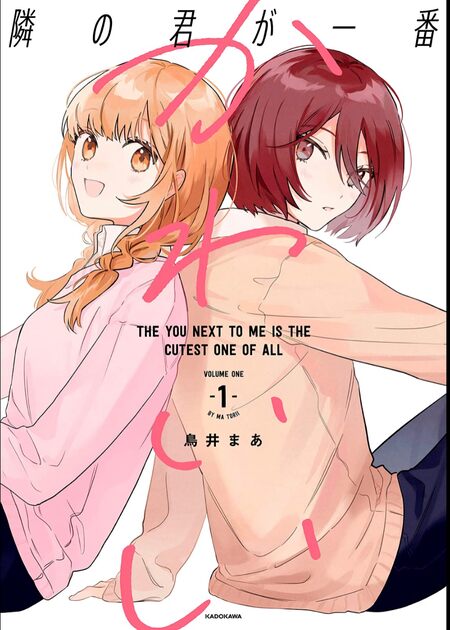 隣の君が一番
かわいい
THE YOU NEXT TO ME IS THE
CUTEST ONE OF ALL
VOLUME ONE
-1-
BY MA TORII
鳥井まあ
KADOKAWA